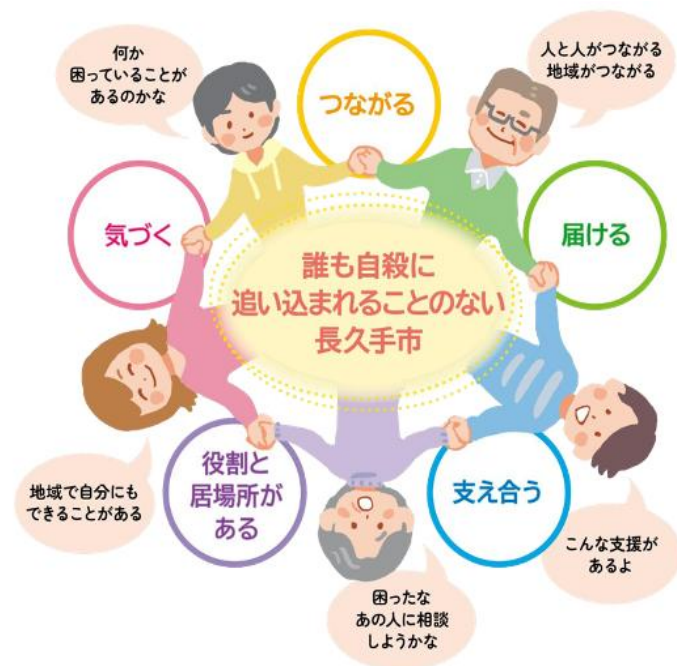 何か
困っていることが
あるのかな
つながる
人と人がつながる
地域がつながる
気づく
届ける
誰も自殺に
追い込まれることのない
長久手市
地域で自分にも
できることがある
役割と
居場所が
ある
支え合う
こんな支援が
あるよ
困ったな
あの人に相談
しようかな